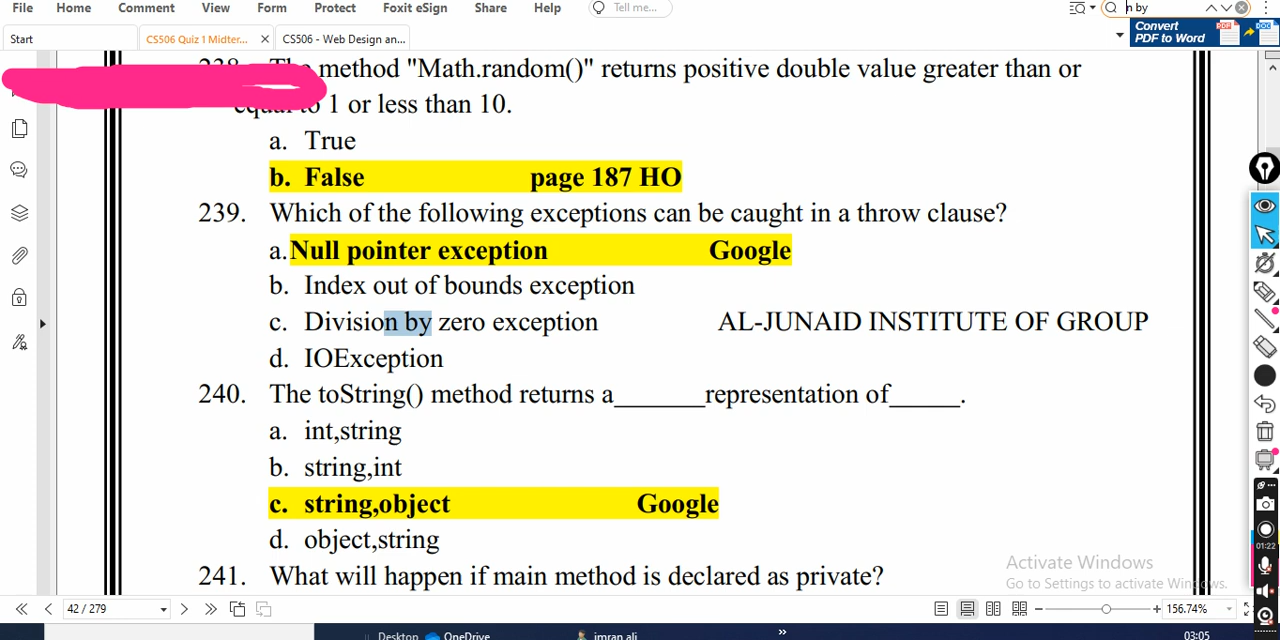 File Home Comment View Form Protect Foxit eSign Share Help Tell me... n by
Convert
PDF to Word
Start CS506 Quiz 1 Midter... CS506 - Web Design an...
method "Math.random()" returns positive double value greater than or
equal to 1 or less than 10.
a. True
b. False page 187 HO
239. Which of the following exceptions can be caught in a throw clause?
a. Null pointer exception Google
b. Index out of bounds exception
c. Division by zero exception AL-JUNAID INSTITUTE OF GROUP
d. IOException
240. The toString() method returns a_______representation of_____.
a. int,string
b. string,int
c. string,object Google
d. object,string
241. What will happen if main method is declared as private?
Activate Windows
Go to Settings to activate Windows.
01:22
42 / 279 156.74%
Desktop OneDrive imran ali 03:05